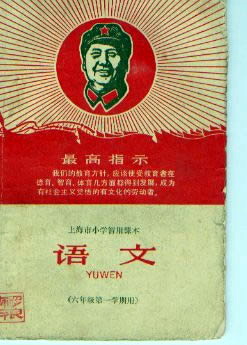 最高指示
我们的教育方针,应该使受教育者在
德育、智育、体育几方面都得到发展,成为
有社会主义觉悟的有文化的劳动者。
上海市小学暂用课本
语文
YUWEN
(六年级第一学期用)